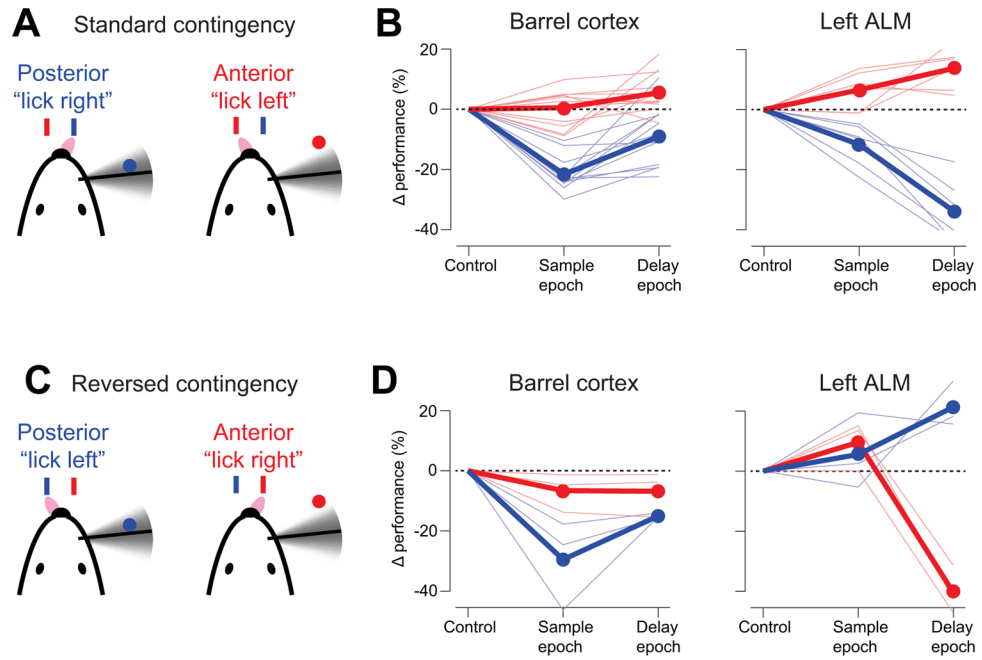 A
Standard contingency
Posterior
“lick right”
Anterior
“lick left”
B
Barrel cortex
Left ALM
Δ performance (%)
20
0
-20
-40
Control
Sample
epoch
Delay
epoch
Control
Sample
epoch
Delay
epoch
C
Reversed contingency
Posterior
“lick left”
Anterior
“lick right”
D
Barrel cortex
Left ALM
Δ performance (%)
20
0
-20
-40
Control
Sample
epoch
Delay
epoch
Control
Sample
epoch
Delay
epoch